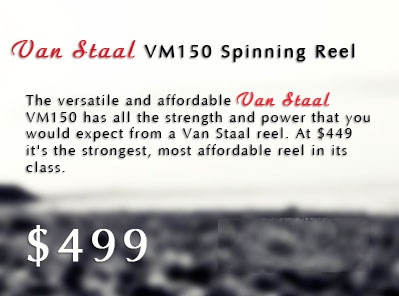 Van Staal VM150 Spinning Reel
The versatile and affordable Van Staal
VM150 has all the strength and power that you
would expect from a Van Staal reel. At $449
it's the strongest, most affordable reel in its
class.
$499